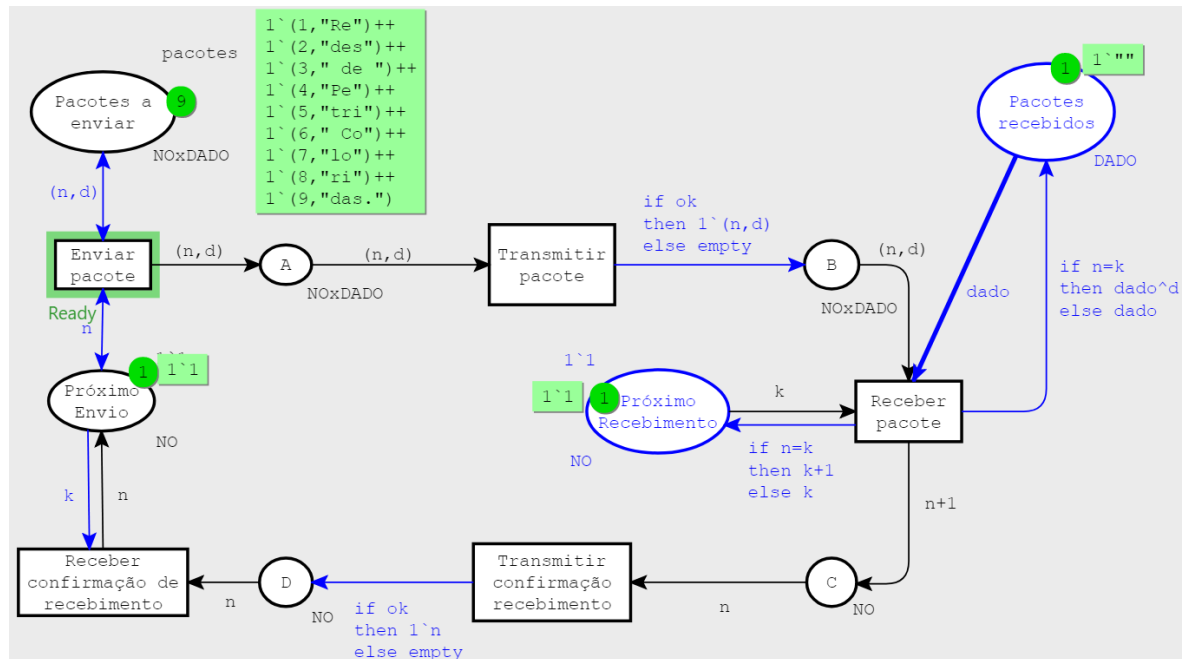 pacotes
1`(1,"Re")++
1`(2,"des")++
1`(3," de ")++
1`(4,"Pe")++
1`(5,"tri")++
1`(6," Co")++
1`(7,"lo")++
1`(8,"ri")++
1`(9,"das.")
Pacotes a
enviar
9
NOxDADO
(n,d)
Enviar
pacote
Ready
(n,d)
A
NOxDADO
(n,d)
Transmitir
pacote
if ok
then 1`(n,d)
else empty
B
NOxDADO
(n,d)
1
1`""
Pacotes
recebidos
DADO
dado
if n=k
then dado^d
else dado
n
1`1
1
1`1
Próximo
Envio
NO
k
n
1`1
1`1
1
Próximo
Recebimento
NO
k
if n=k
then k+1
else k
Receber
pacote
n+1
C
NO
n
Transmitir
confirmação
recebimento
if ok
then 1`n
else empty
D
NO
n
Receber
confirmação de
recebimento